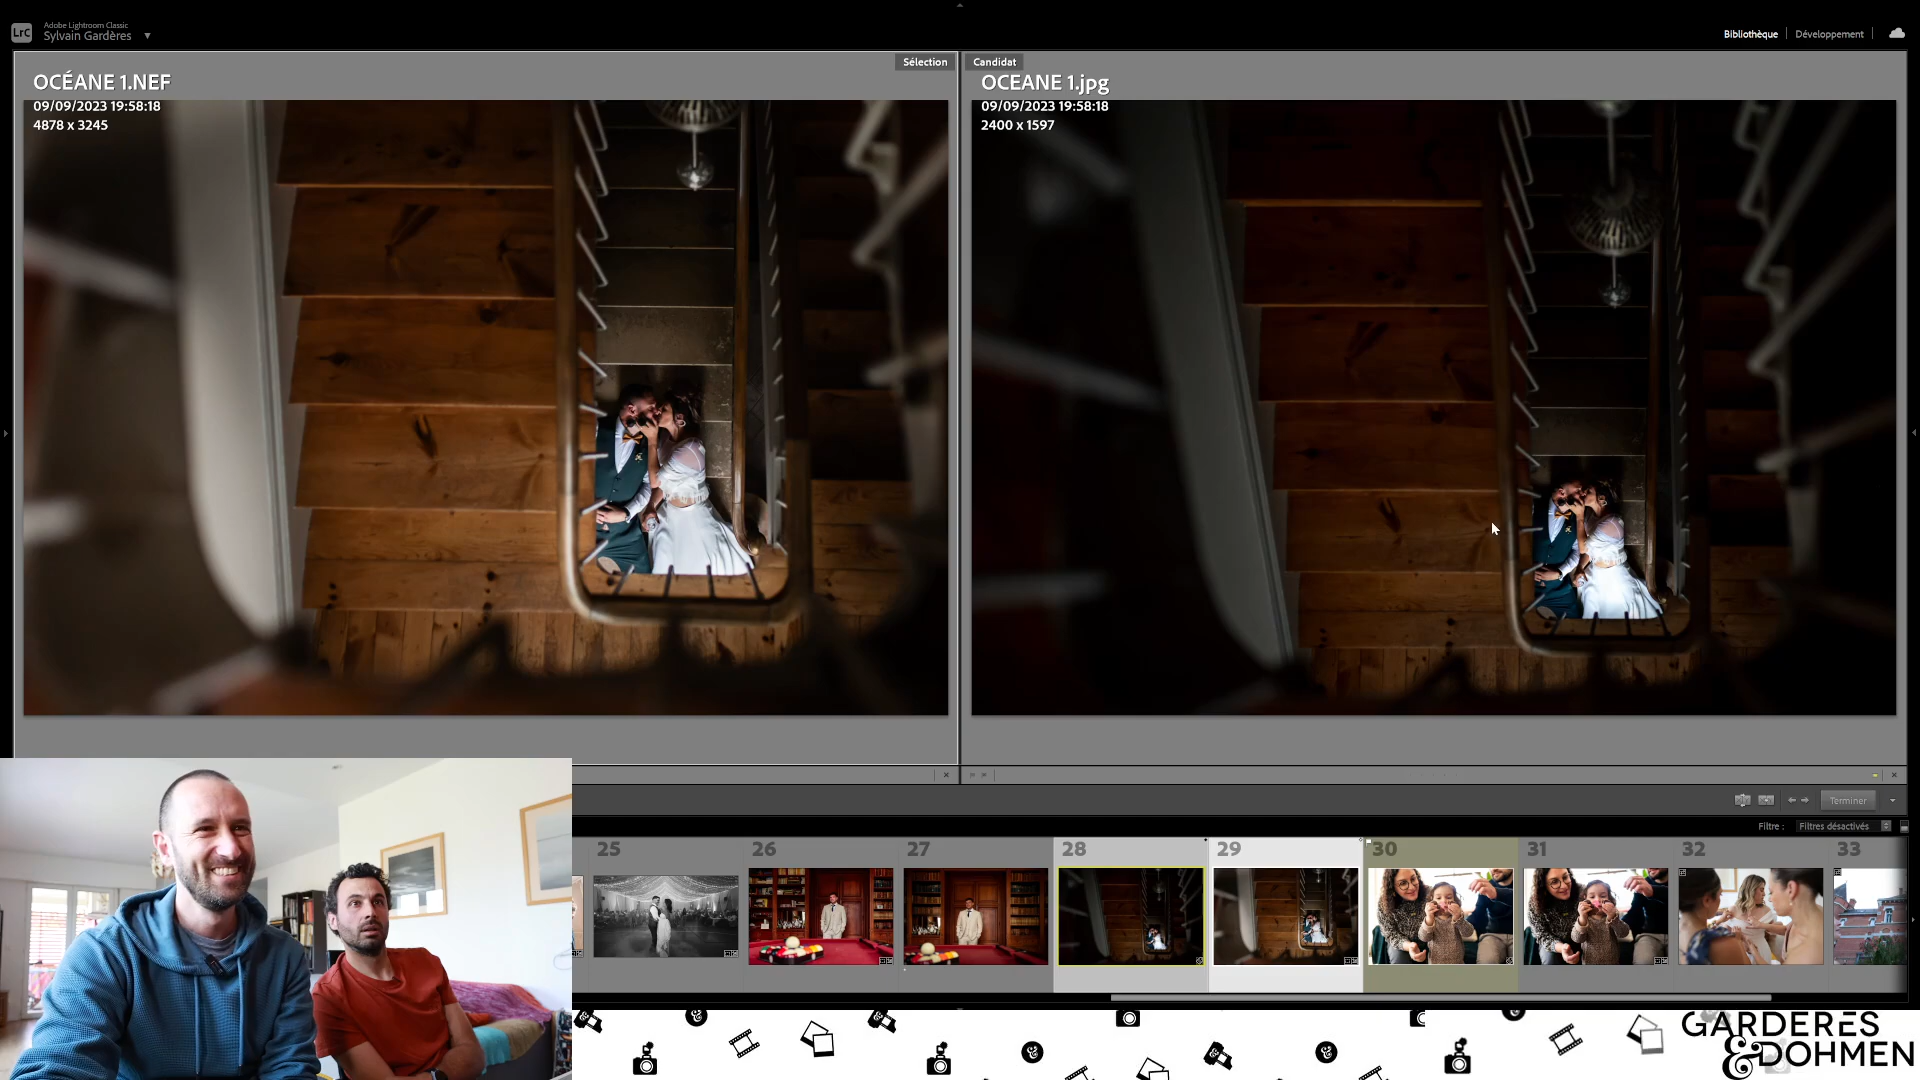 LrC
Adobe Lightroom Classic
Sylvain Gardères
Bibliothèque
Développement
Sélection
OCÉANE 1.NEF
09/09/2023 19:58:18
4878 x 3245
Candidat
OCEANE 1.jpg
09/09/2023 19:58:18
2400 x 1597
Terminer
Filtre :
Filtres désactivés
25
26
27
28
29
30
31
32
33
GARDERES
&DOHMEN